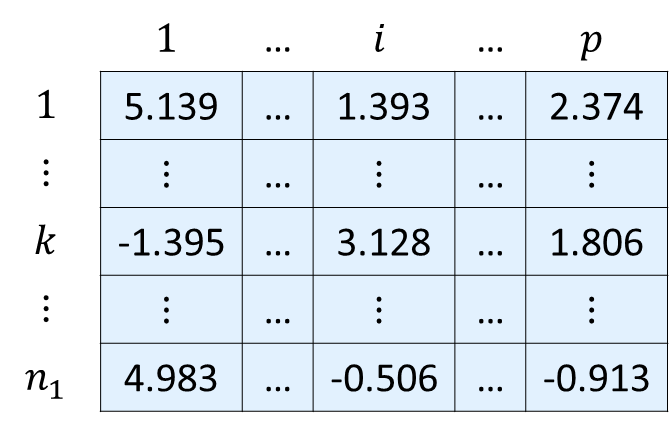 1 … i … p
1 5.139 … 1.393 … 2.374
⋮ ⋮ … ⋮ … ⋮
k -1.395 … 3.128 … 1.806
⋮ ⋮ … ⋮ … ⋮
n₁ 4.983 … -0.506 … -0.913